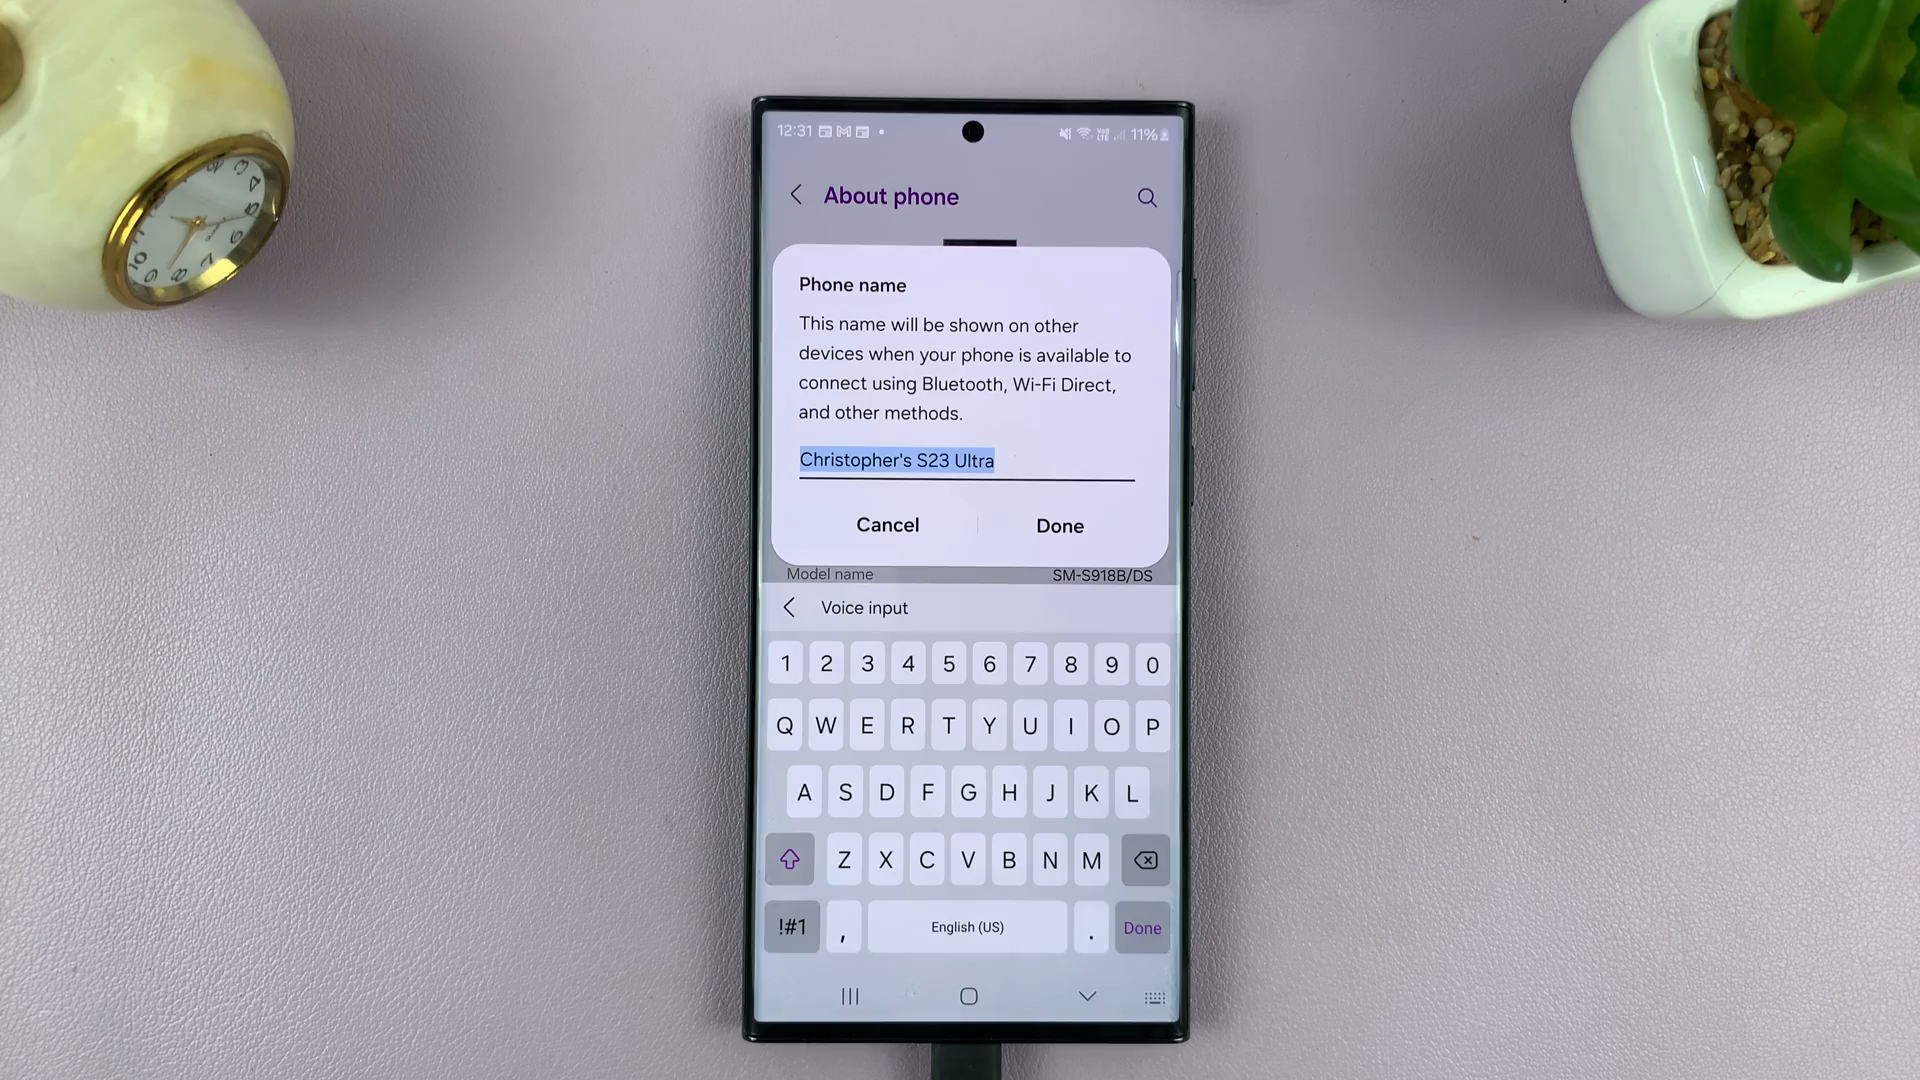 12:31
11%
About phone
Phone name
This name will be shown on other
devices when your phone is available to
connect using Bluetooth, Wi-Fi Direct,
and other methods.
Christopher's S23 Ultra
Cancel Done
Model name SM-S918B/DS
Voice input
1 2 3 4 5 6 7 8 9 0
Q W E R T Y U I O P
A S D F G H J K L
Z X C V B N M
!#1 , English (US) . Done